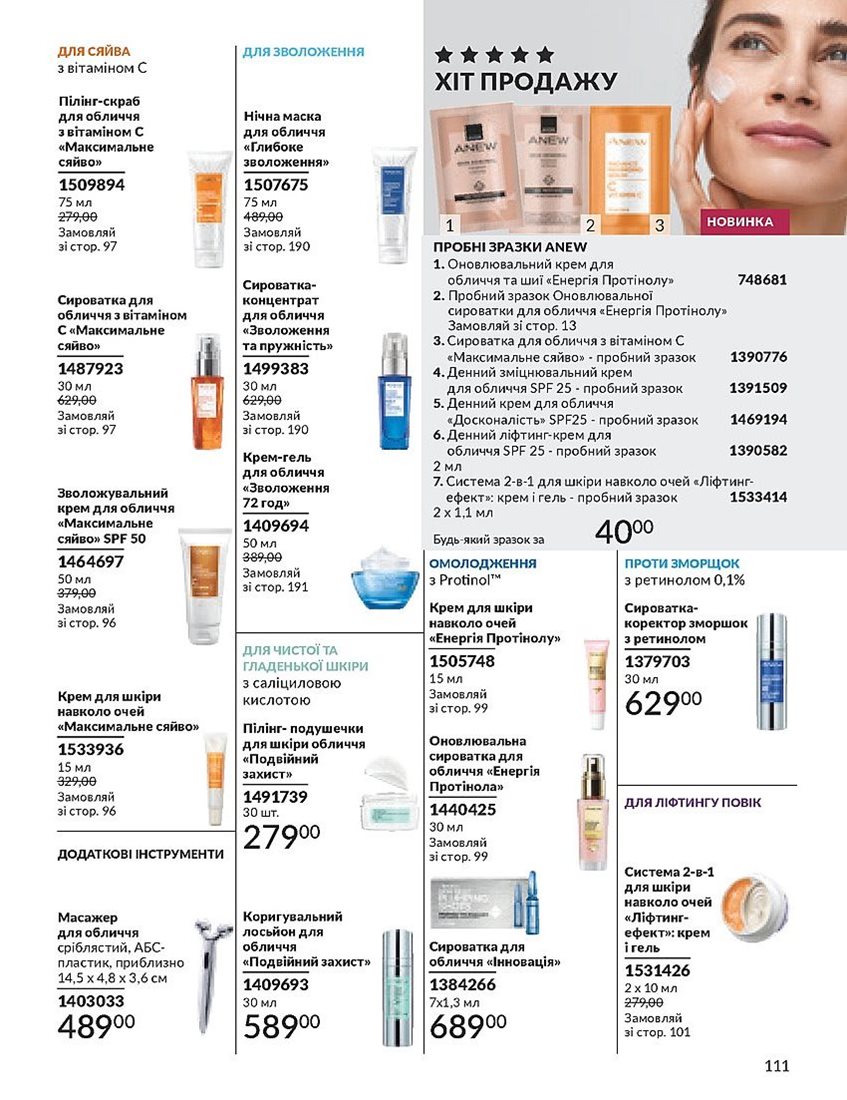 ДЛЯ СЯЙВА
з вітаміном С
Пілінг-скраб
для обличчя
з вітаміном С
«Максимальне
сяйво»
1509894
75 мл
279,00
Замовляй
зі стор. 97
Сироватка для
обличчя з вітаміном
С «Максимальне
сяйво»
1487923
30 мл
629,00
Замовляй
зі стор. 97
Зволожувальний
крем для обличчя
«Максимальне
сяйво» SPF 50
1464697
50 мл
379,00
Замовляй
зі стор. 96
Крем для шкіри
навколо очей
«Максимальне сяйво»
1533936
15 мл
329,00
Замовляй
зі стор. 96
ДОДАТКОВІ ІНСТРУМЕНТИ
Масажер
для обличчя
сріблястий, АБС-
пластик, приблизно
14,5 x 4,8 x 3,6 см
1403033
48900
ДЛЯ ЗВОЛОЖЕННЯ
Нічна маска
для обличчя
«Глибоке
зволоження»
1507675
75 мл
489,00
Замовляй
зі стор. 190
Сироватка-
концентрат
для обличчя
«Зволоження
та пружність»
1499383
30 мл
629,00
Замовляй
зі стор. 190
Крем-гель
для обличчя
«Зволоження
72 год»
1409694
50 мл
389,00
Замовляй
зі стор. 191
ДЛЯ ЧИСТОЇ ТА
ГЛАДЕНЬКОЇ ШКІРИ
з саліциловою
кислотою
Пілінг- подушечки
для шкіри обличчя
«Подвійний
захист»
1491739
30 шт.
27900
Коригувальний
лосьйон для
обличчя
«Подвійний захист»
1409693
30 мл
58900
ХІТ ПРОДАЖУ
ANEW
ANEW
ANEW
1
2
3
НОВИНКА
ПРОБНІ ЗРАЗКИ ANEW
1. Оновлювальний крем для
обличчя та шиї «Енергія Протінолу» 748681
2. Пробний зразок Оновлювальної
сироватки для обличчя «Енергія Протінолу»
Замовляй зі стор. 13
3. Сироватка для обличчя з вітаміном С
«Максимальне сяйво» - пробний зразок 1390776
4. Денний зміцнювальний крем
для обличчя SPF 25 - пробний зразок 1391509
5. Денний крем для обличчя
«Досконалість» SPF25 - пробний зразок 1469194
6. Денний ліфтинг-крем для
обличчя SPF 25 - пробний зразок 1390582
2 мл
7. Система 2-в-1 для шкіри навколо очей «Ліфтинг-
ефект»: крем і гель - пробний зразок 1533414
2 x 1,1 мл
Будь-який зразок за 4000
ОМОЛОДЖЕННЯ
з Protinol™
Крем для шкіри
навколо очей
«Енергія Протінолу»
1505748
15 мл
Замовляй
зі стор. 99
Оновлювальна
сироватка для
обличчя «Енергія
Протінола»
1440425
30 мл
Замовляй
зі стор. 99
PLUMPING
SHOTS
Сироватка для
обличчя «Інновація»
1384266
7x1,3 мл
68900
ПРОТИ ЗМОРЩОК
з ретинолом 0,1%
Сироватка-
коректор зморшок
з ретинолом
1379703
30 мл
62900
ДЛЯ ЛІФТИНГУ ПОВІК
Система 2-в-1
для шкіри
навколо очей
«Ліфтинг-
ефект»: крем
і гель
1531426
2 x 10 мл
279,00
Замовляй
зі стор. 101
111